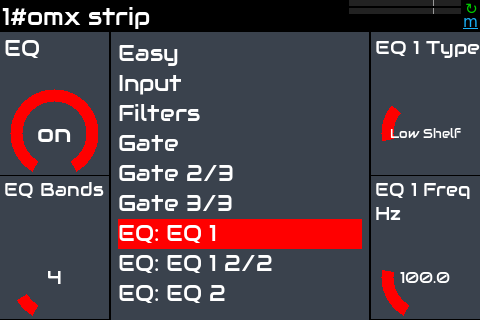 1#omx strip
m
EQ
on
EQ Bands
4
Easy
Input
Filters
Gate
Gate 2/3
Gate 3/3
EQ: EQ 1
EQ: EQ 1 2/2
EQ: EQ 2
EQ 1 Type
Low Shelf
EQ 1 Freq
Hz
100.0